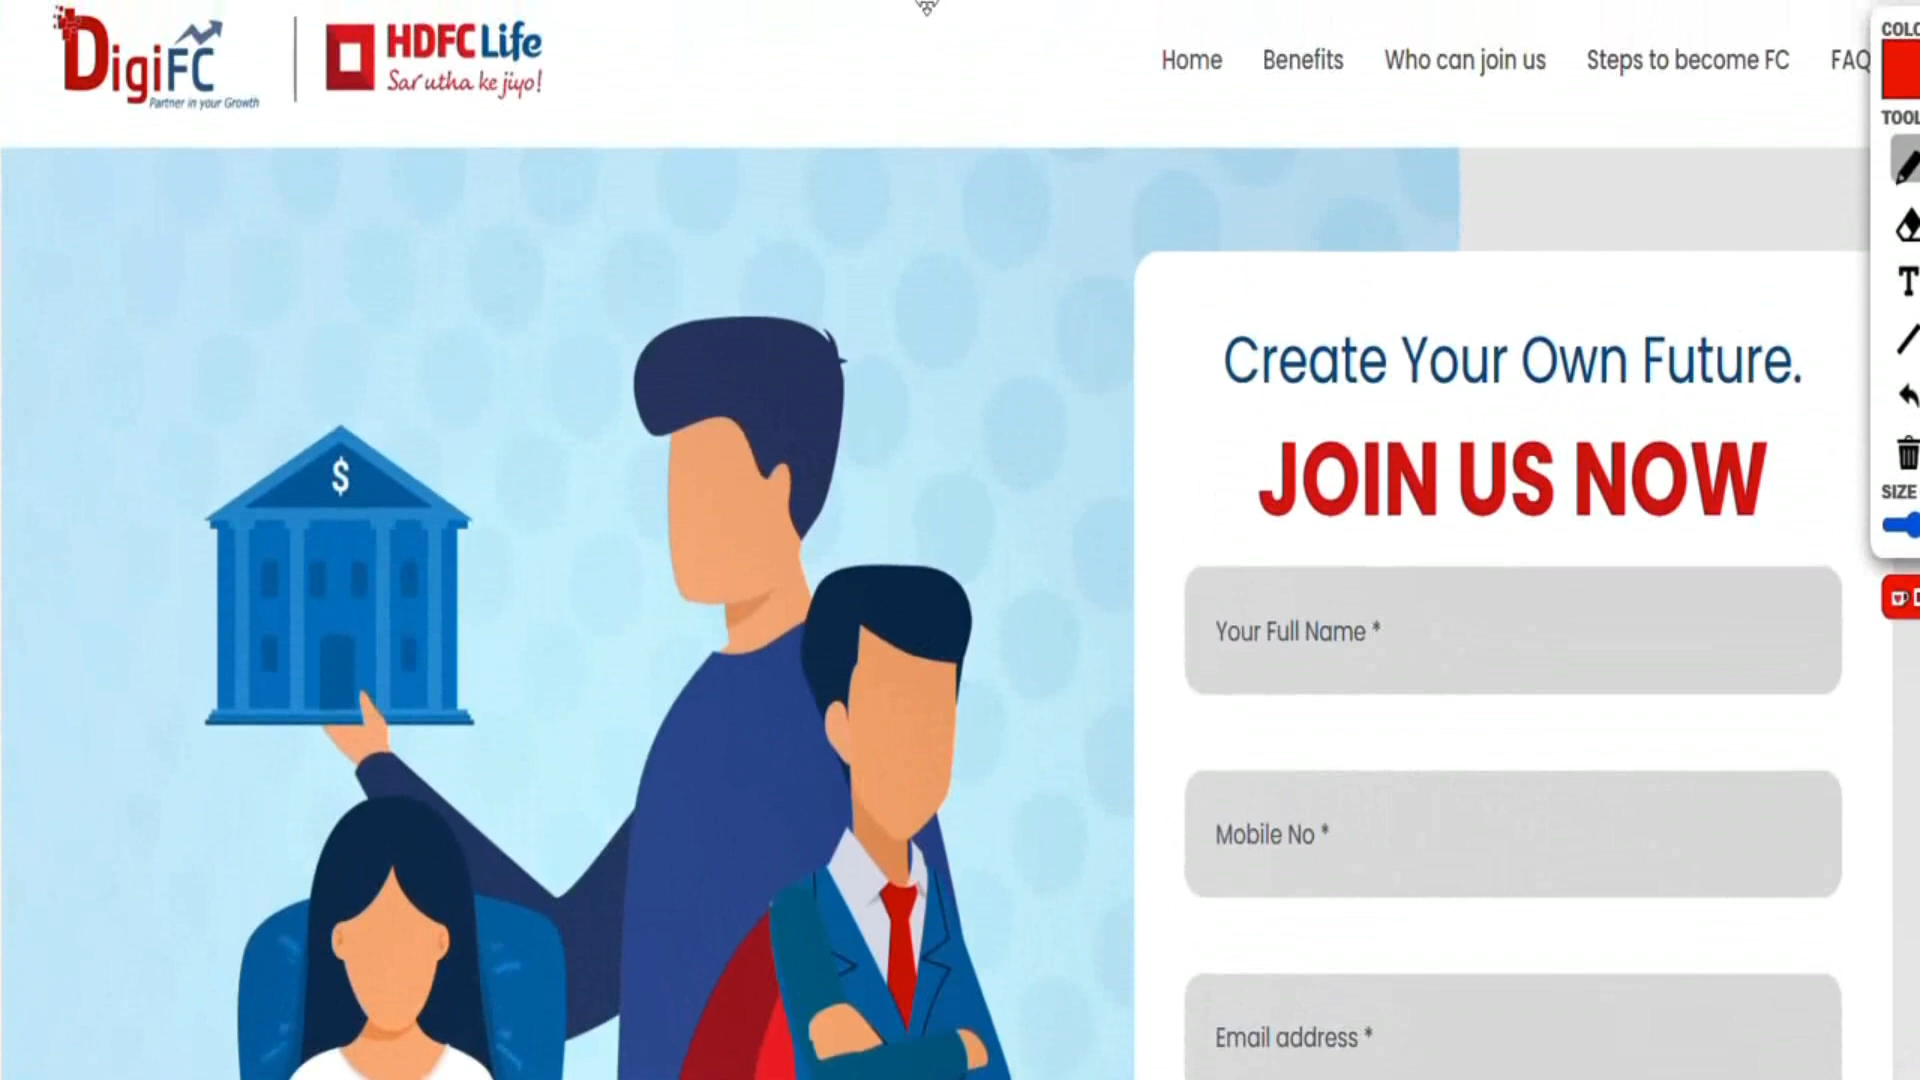 DigiFC
Partner in your Growth
HDFC Life
Sar utha ke jiyo!
Home
Benefits
Who can join us
Steps to become FC
FAQ
$
Create Your Own Future.
JOIN US NOW
Your Full Name *
Mobile No *
Email address *
T
SIZE